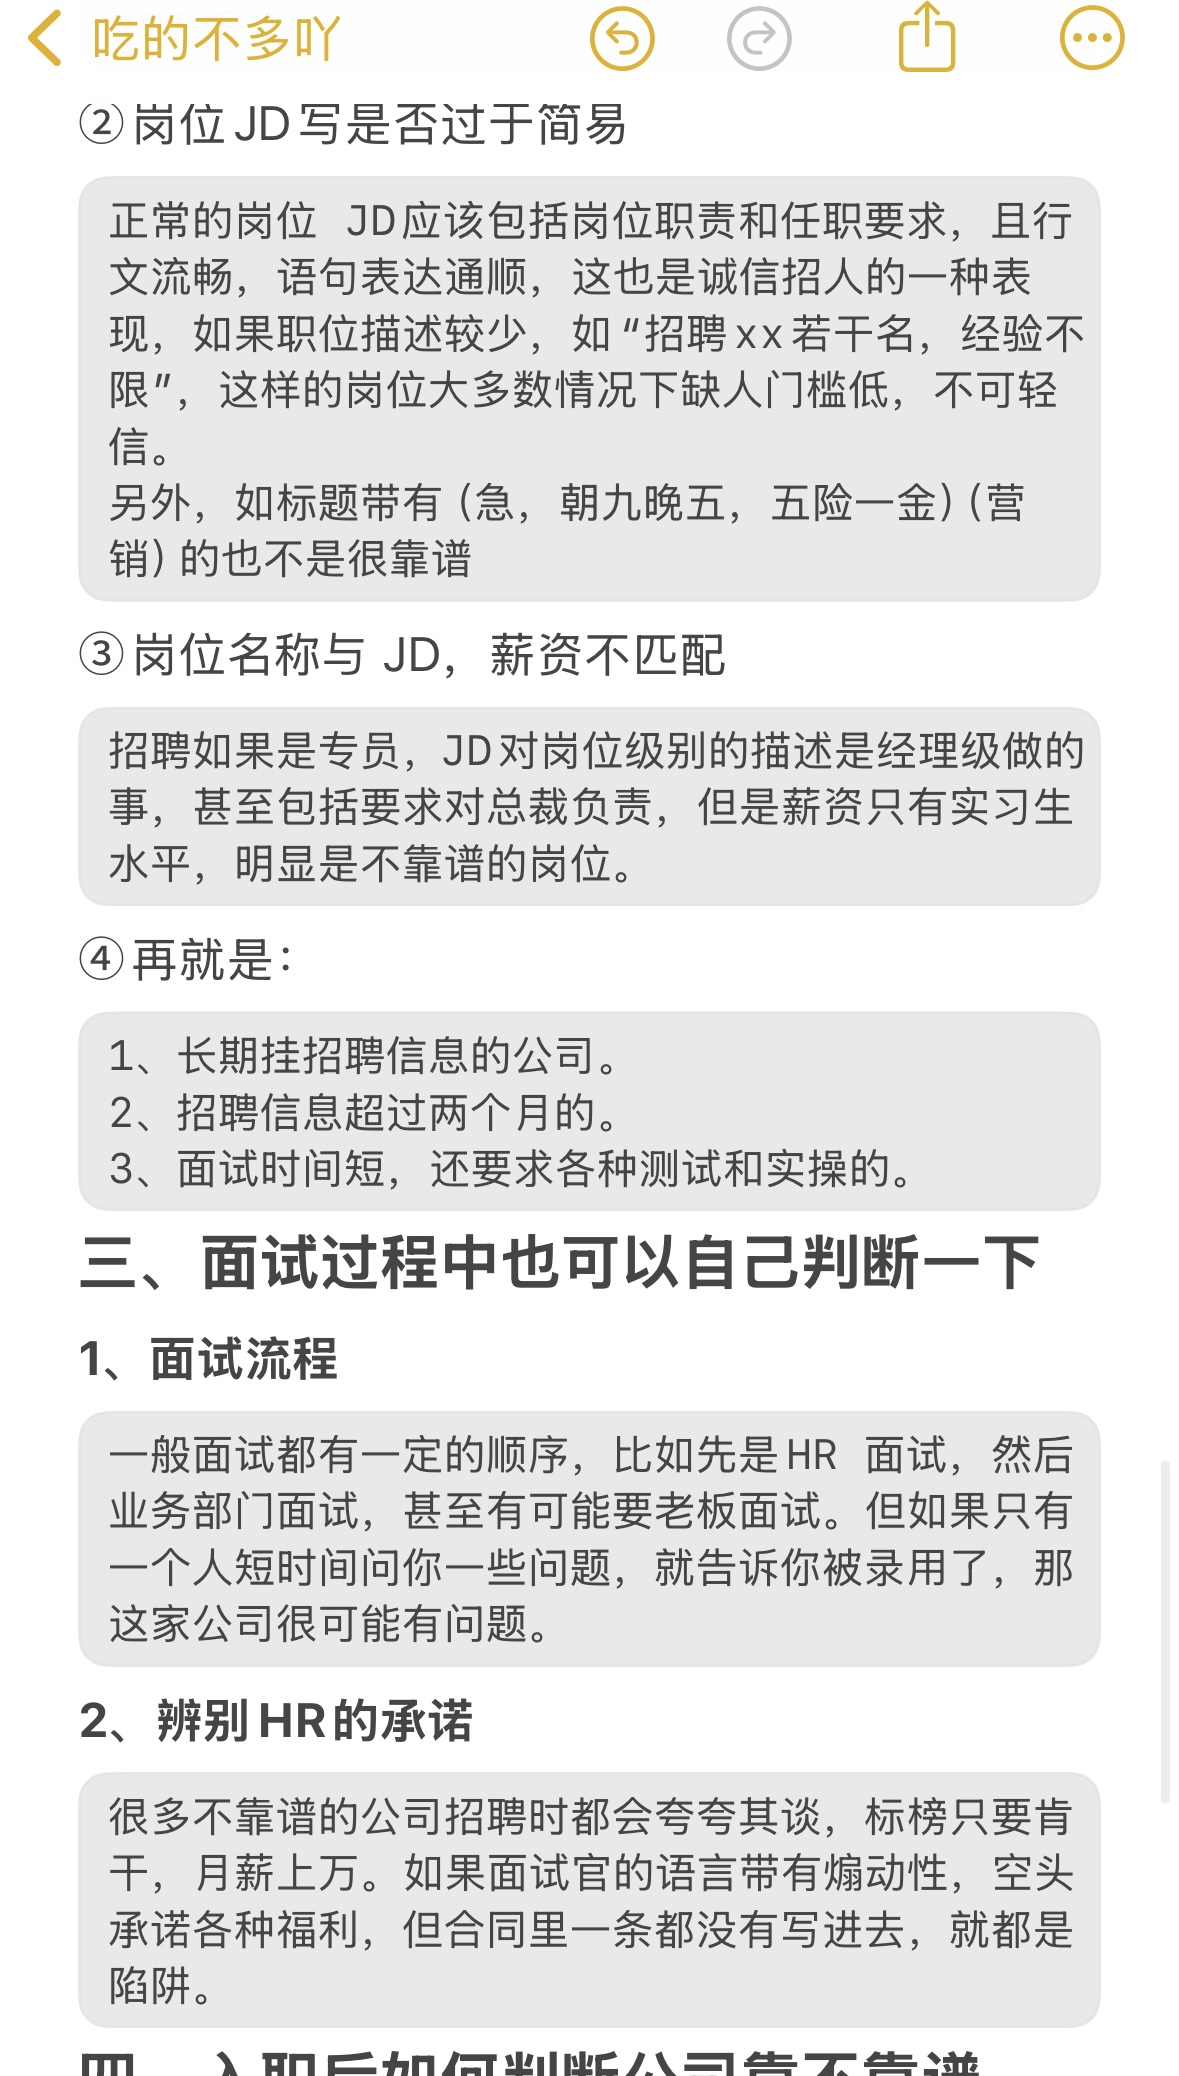 吃的不多吖
②岗位JD写是否过于简易
正常的岗位 JD应该包括岗位职责和任职要求，且行
文流畅，语句表达通顺，这也是诚信招人的一种表
现，如果职位描述较少，如“招聘xx若干名，经验不
限”，这样的岗位大多数情况下缺人门槛低，不可轻
信。
另外，如标题带有（急，朝九晚五，五险一金）（营
销）的也不是很靠谱
③岗位名称与 JD，薪资不匹配
招聘如果是专员，JD对岗位级别的描述是经理级做的
事，甚至包括要求对总裁负责，但是薪资只有实习生
水平，明显是不靠谱的岗位。
④再就是：
1、长期挂招聘信息的公司。
2、招聘信息超过两个月的。
3、面试时间短，还要求各种测试和实操的。
三、面试过程中也可以自己判断一下
1、面试流程
一般面试都有一定的顺序，比如先是HR 面试，然后
业务部门面试，甚至有可能要老板面试。但如果只有
一个人短时间问你一些问题，就告诉你被录用了，那
这家公司很可能有问题。
2、辨别HR的承诺
很多不靠谱的公司招聘时都会夸夸其谈，标榜只要肯
干，月薪上万。如果面试官的语言带有煽动性，空头
承诺各种福利，但合同里一条都没有写进去，就都是
陷阱。
四、入职后如何判断公司靠不靠谱